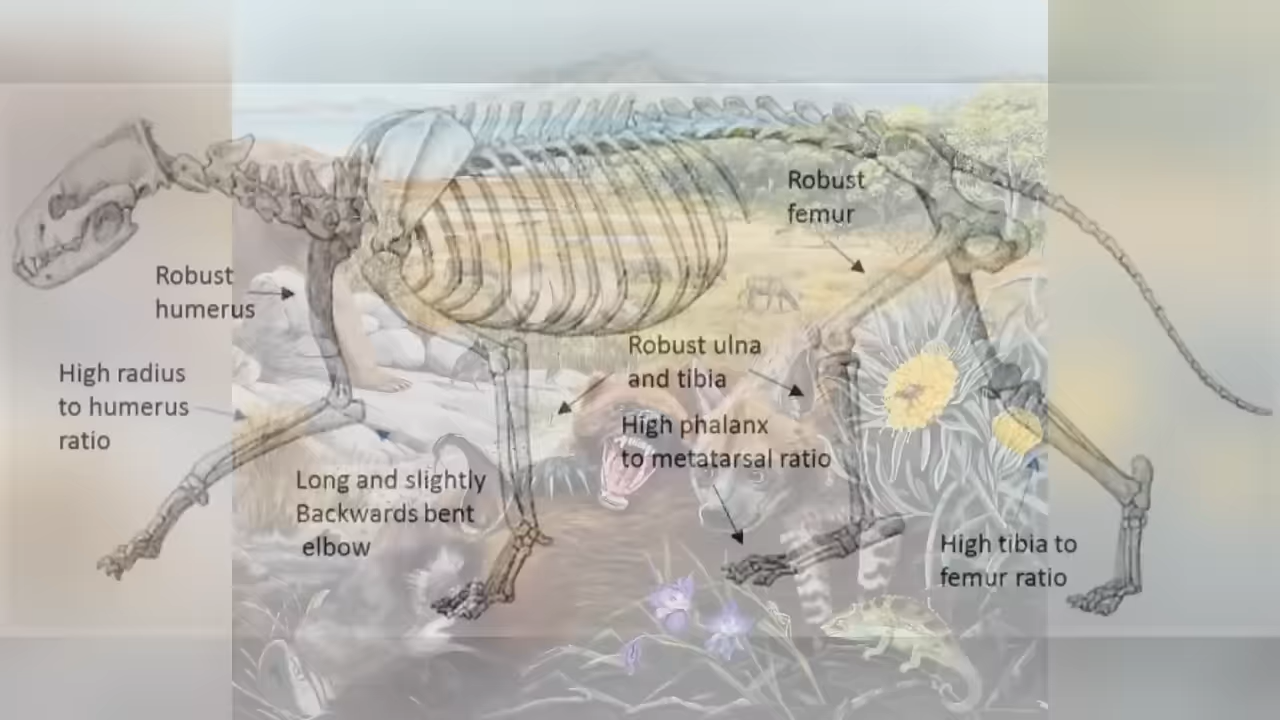 Robust
femur
Robust
humerus
Robust ulna
and tibia
High radius
to humerus
ratio
High phalanx
to metatarsal ratio
Long and slightly
Backwards bent
elbow
High tibia to
femur ratio